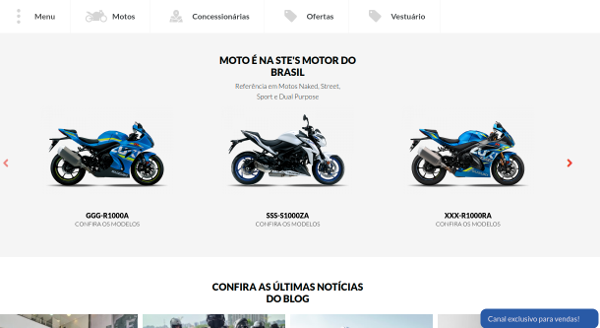 Menu
Motos
Concessionárias
Ofertas
Vestuário
MOTO É NA STE'S MOTOR DO
BRASIL
Referência em Motos Naked, Street,
Sport e Dual Purpose
GGG-R1000A
CONFIRA OS MODELOS
SSS-S1000ZA
CONFIRA OS MODELOS
XXX-R1000RA
CONFIRA OS MODELOS
CONFIRA AS ÚLTIMAS NOTÍCIAS
DO BLOG
Canal exclusivo para vendas!